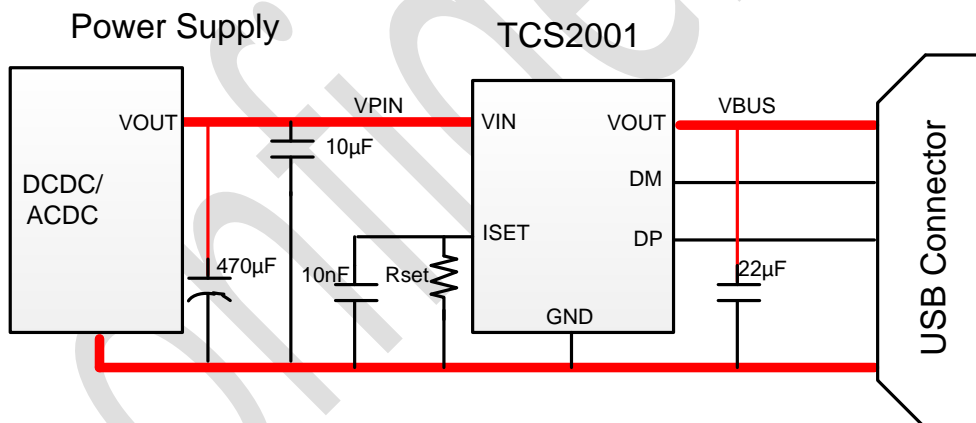 Power Supply
TCS2001
VOUT
VPIN
VIN
VOUT
VBUS
10µF
DCDC/
ACDC
DM
ISET
DP
470µF
10nF
Rset
22µF
GND
USB Connector